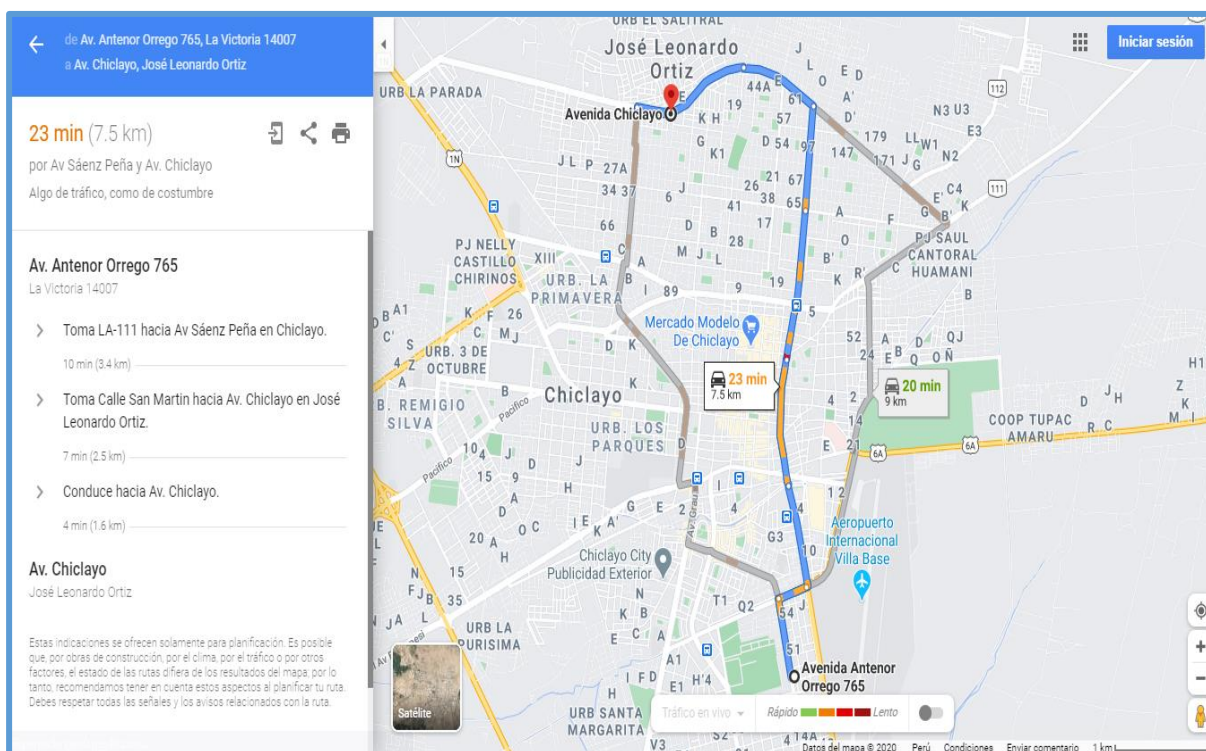 de Av. Antenor Orrego 765, La Victoria 14007
a Av. Chiclayo, José Leonardo Ortiz
23 min (7.5 km)
por Av Sáenz Peña y Av. Chiclayo
Algo de tráfico, como de costumbre
Av. Antenor Orrego 765
La Victoria 14007
Toma LA-111 hacia Av Sáenz Peña en Chiclayo.
10 min (3.4 km)
Toma Calle San Martin hacia Av. Chiclayo en José
Leonardo Ortiz.
7 min (2.5 km)
Conduce hacia Av. Chiclayo.
4 min (1.6 km)
Av. Chiclayo
José Leonardo Ortiz
Estas indicaciones se ofrecen solamente para planificación. Es posible
que, por obras de construcción, por el clima, por el tráfico o por otros
factores, el estado de las rutas difiera de los resultados del mapa; por lo
tanto, recomendamos tener en cuenta estos aspectos al planificar tu ruta.
Debes respetar todas las señales y los avisos relacionados con la ruta.
URB EL SALITRAL
Iniciar sesión
José Leonardo
Ortiz
URB LA PARADA
Avenida Chiclayo
112
1N
111
PJ NELLY
CASTILLO
CHIRINOS
URB. LA
PRIMAVERA
PJ SAUL
CANTORAL
HUAMANI
Mercado Modelo
De Chiclayo
URB. 3 DE
OCTUBRE
23 min
7.5 km
20 min
9 km
Chiclayo
B. REMIGIO
SILVA
Pacífico
URB. LOS
PARQUES
COOP TUPAC
AMARU
6A
6A
Pacífico
Av. Grau
Aeropuerto
Internacional
Villa Base
Chiclayo City
Publicidad Exterior
URB LA
PURISIMA
Avenida Antenor
Orrego 765
Satélite
URB SANTA
MARGARITA
Tráfico en vivo
Rápido
Lento
Datos del mapa © 2020 Perú Condiciones Enviar comentario 1 km